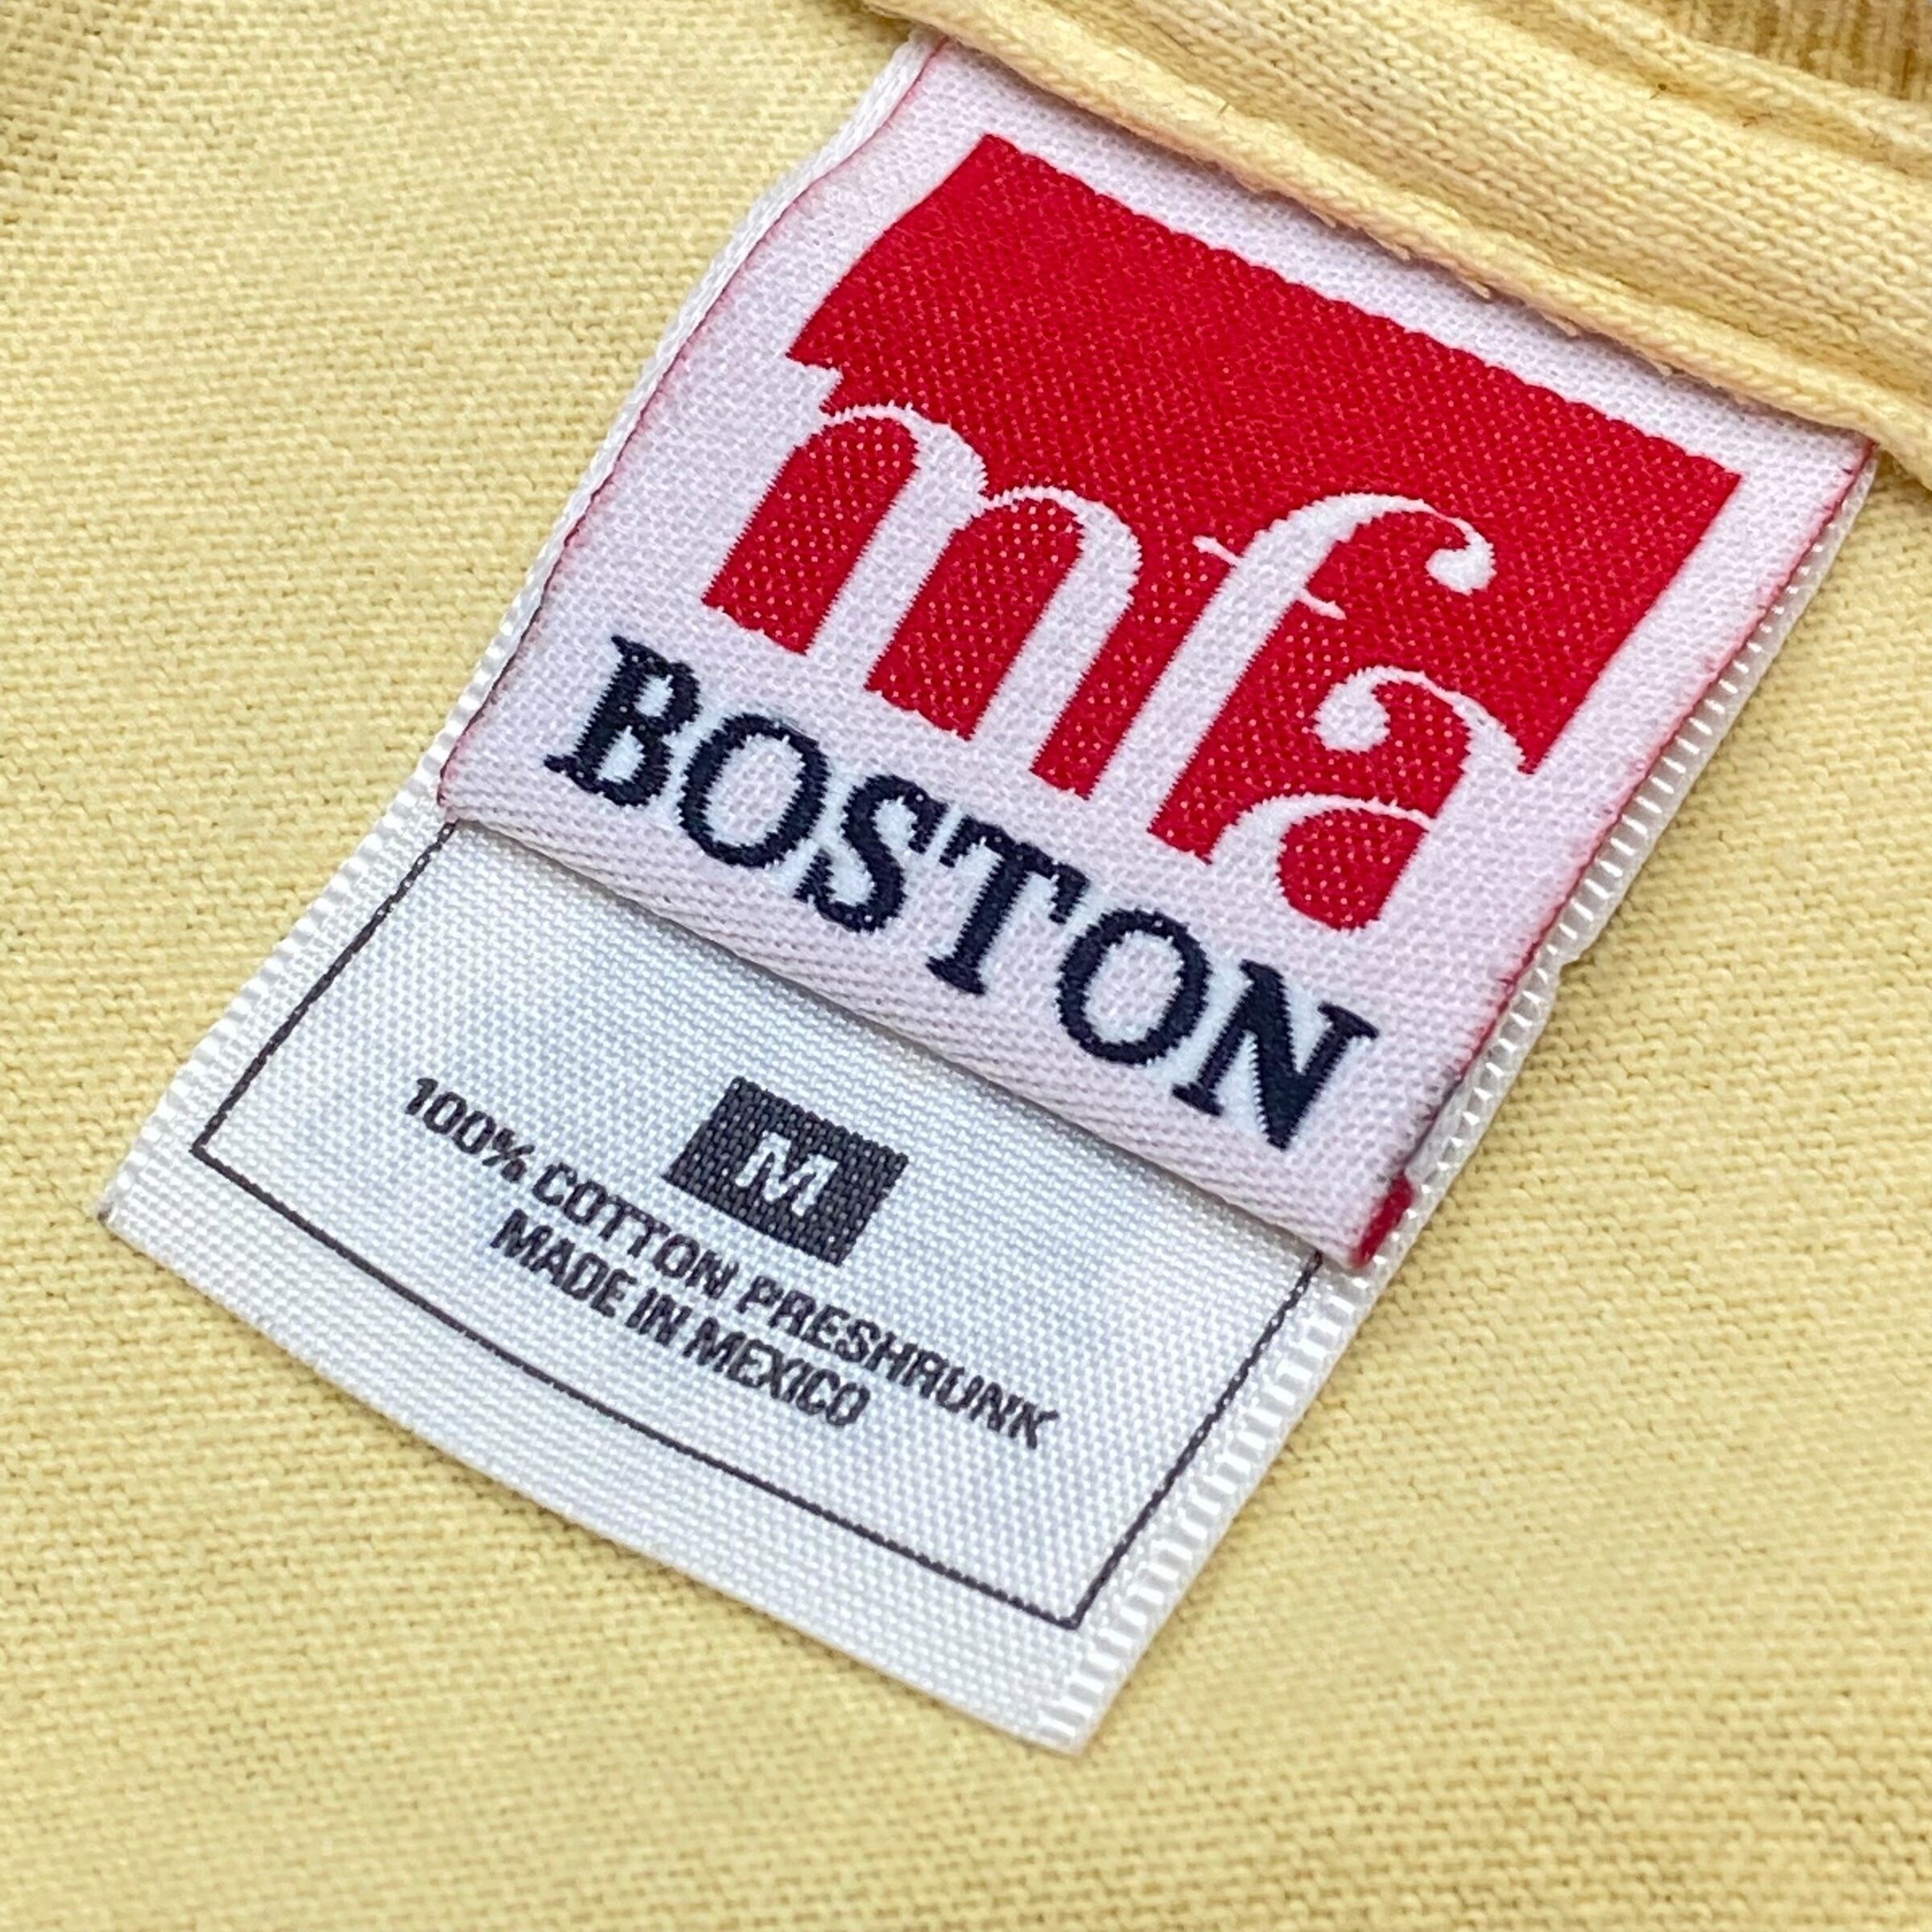 mfa
BOSTON
M
100% COTTON PRESHRUNK
MADE IN MEXICO